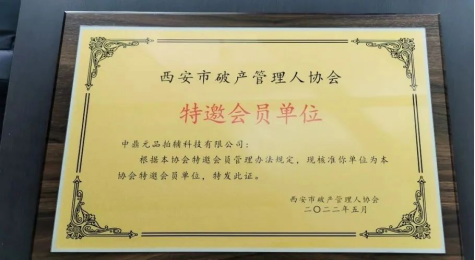 西安市破产管理人协会
特邀会员单位
中鼎元品拍辅科技有限公司：
根据本协会特邀会员管理办法规定，现核准你单位为本
协会特邀会员单位，特发此证。
西安市破产管理人协会
二〇二二年五月